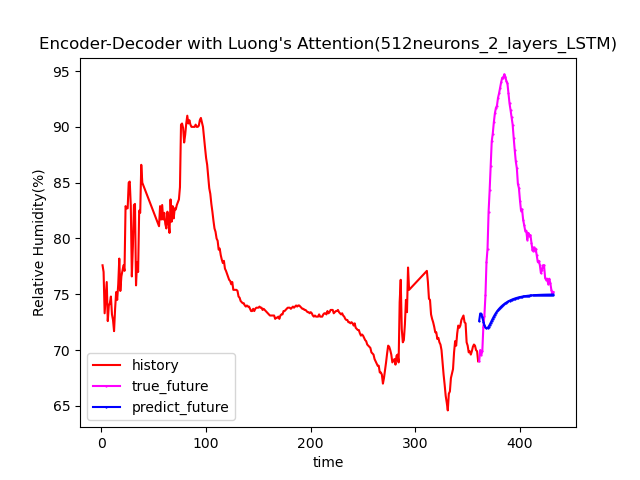 Encoder-Decoder with Luong's Attention(512neurons_2_layers_LSTM)
95
90
85
80
75
70
65
Relative Humidity(%)
history
true_future
predict_future
0 100 200 300 400
time